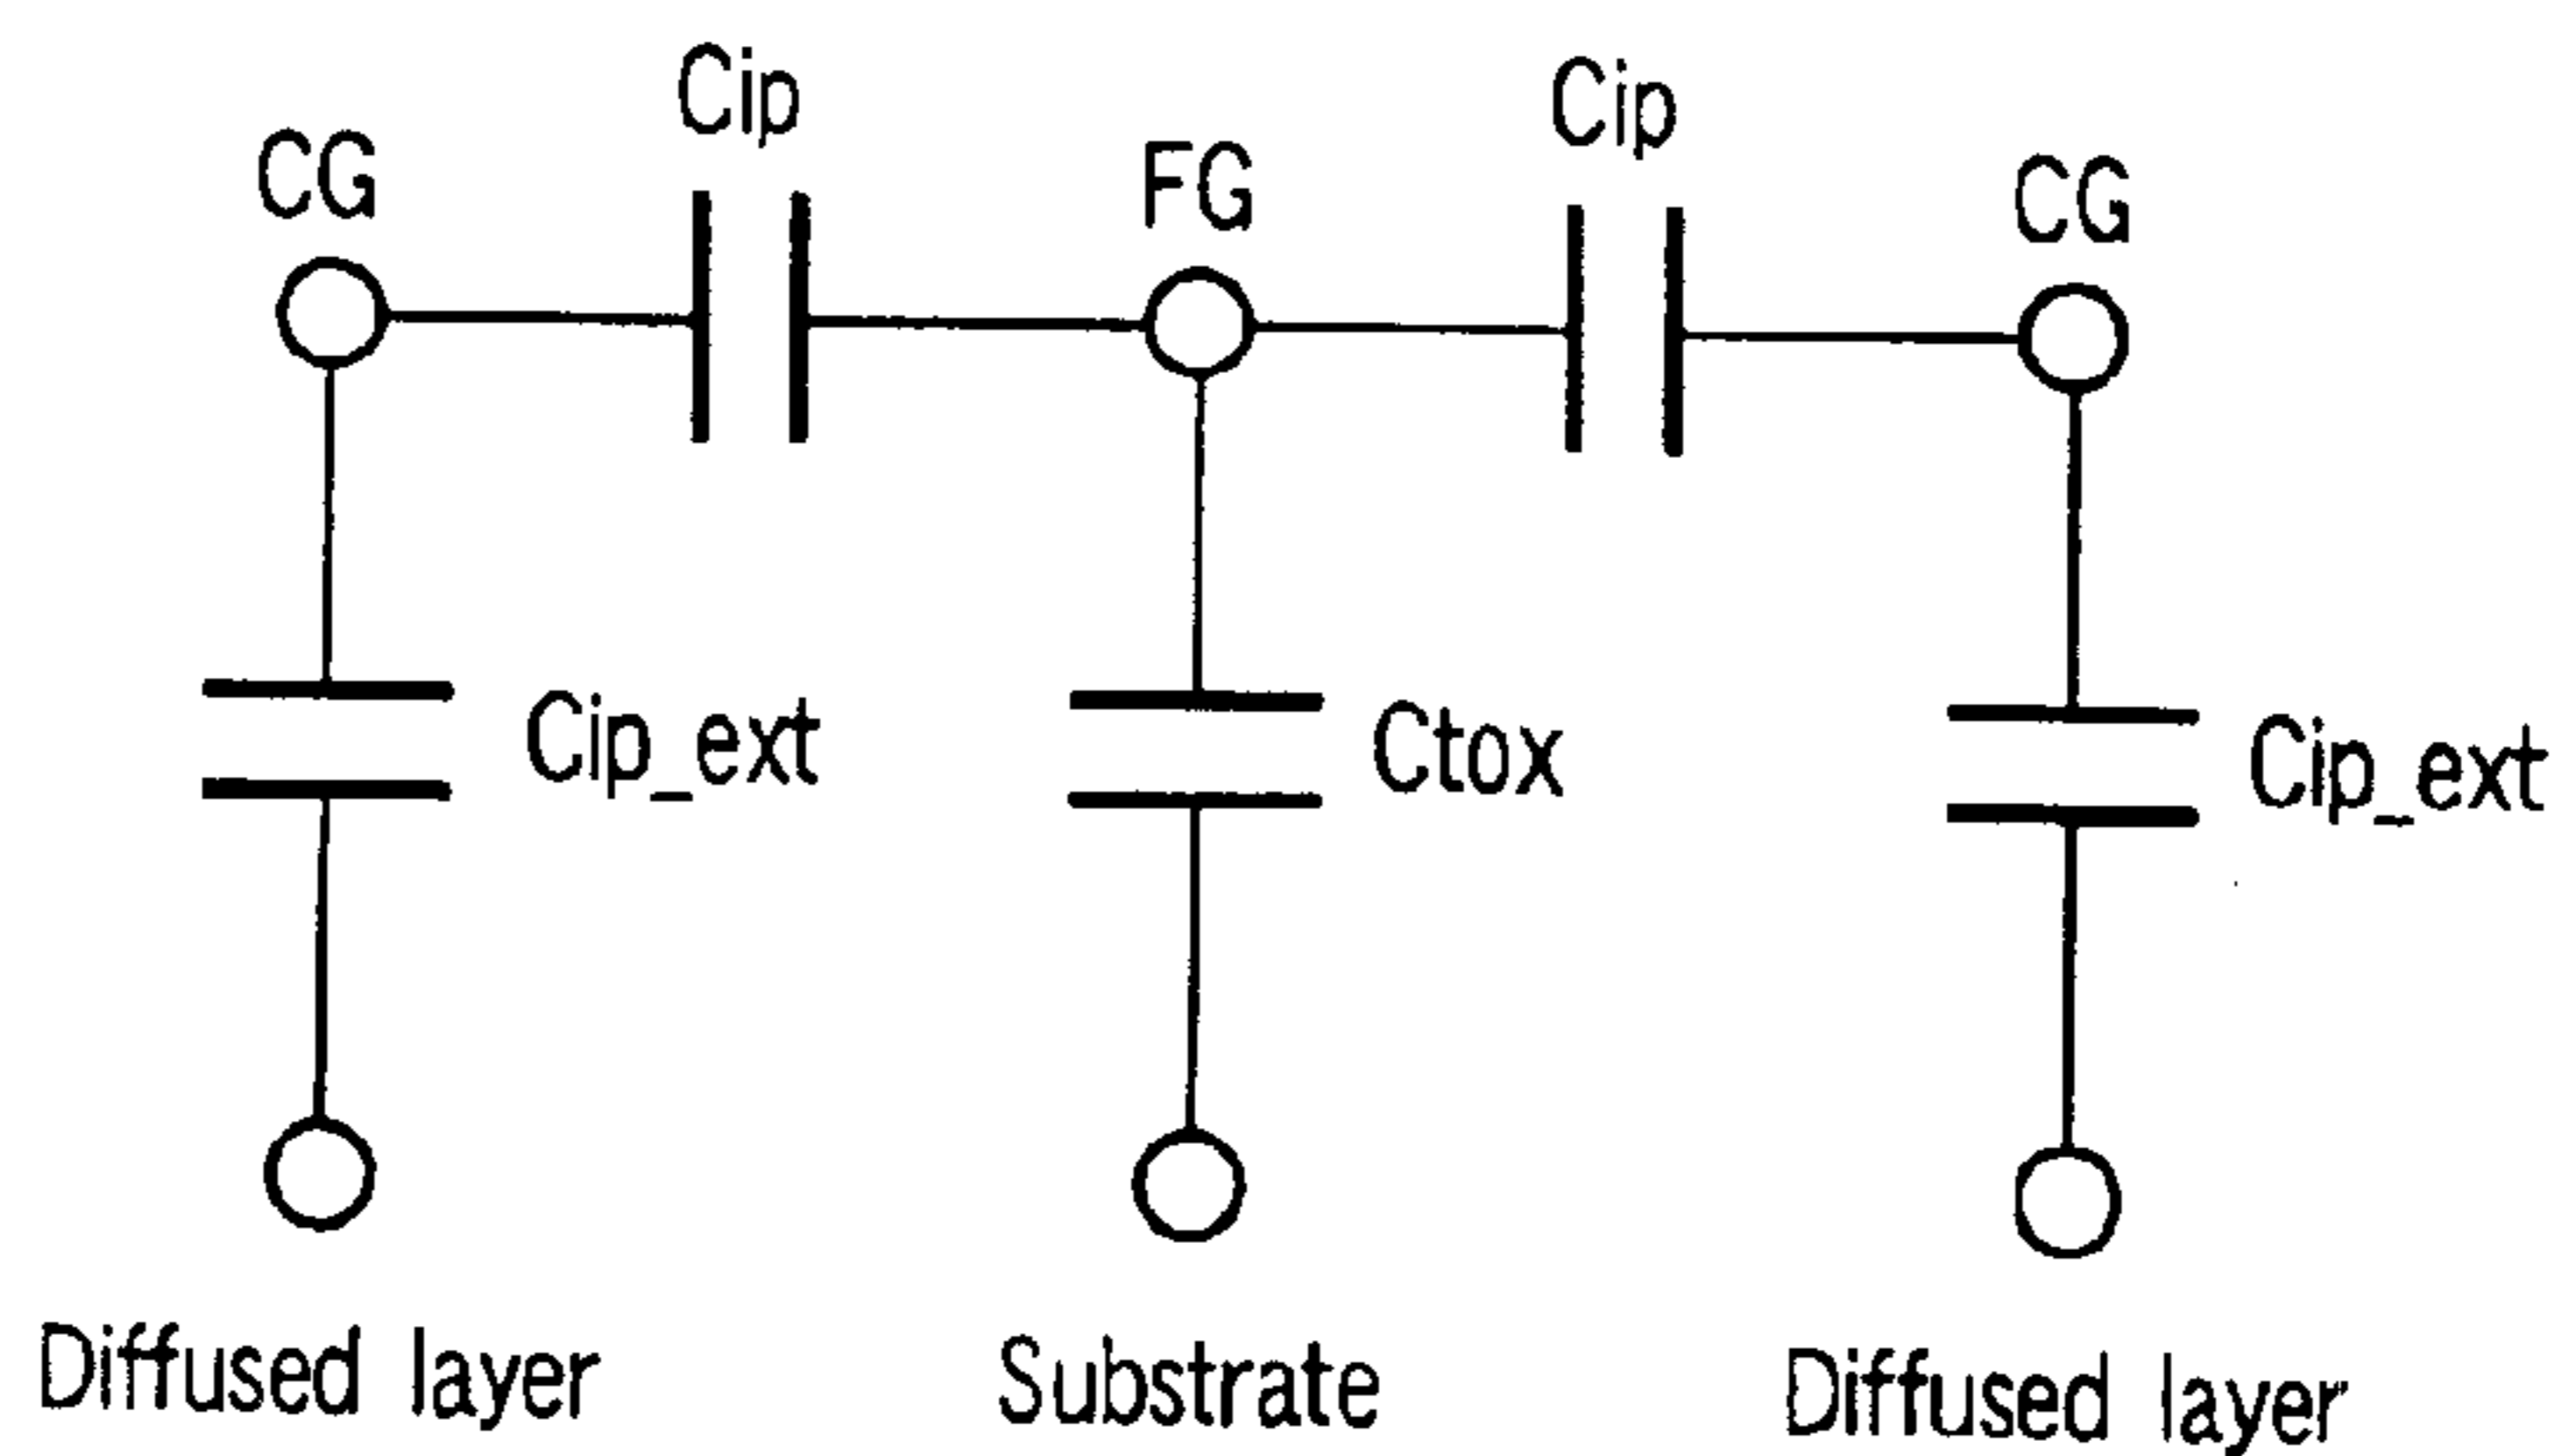 Cip
Cip
CG
FG
CG
Cip_ext
Ctox
Cip_ext
Diffused layer
Substrate
Diffused layer